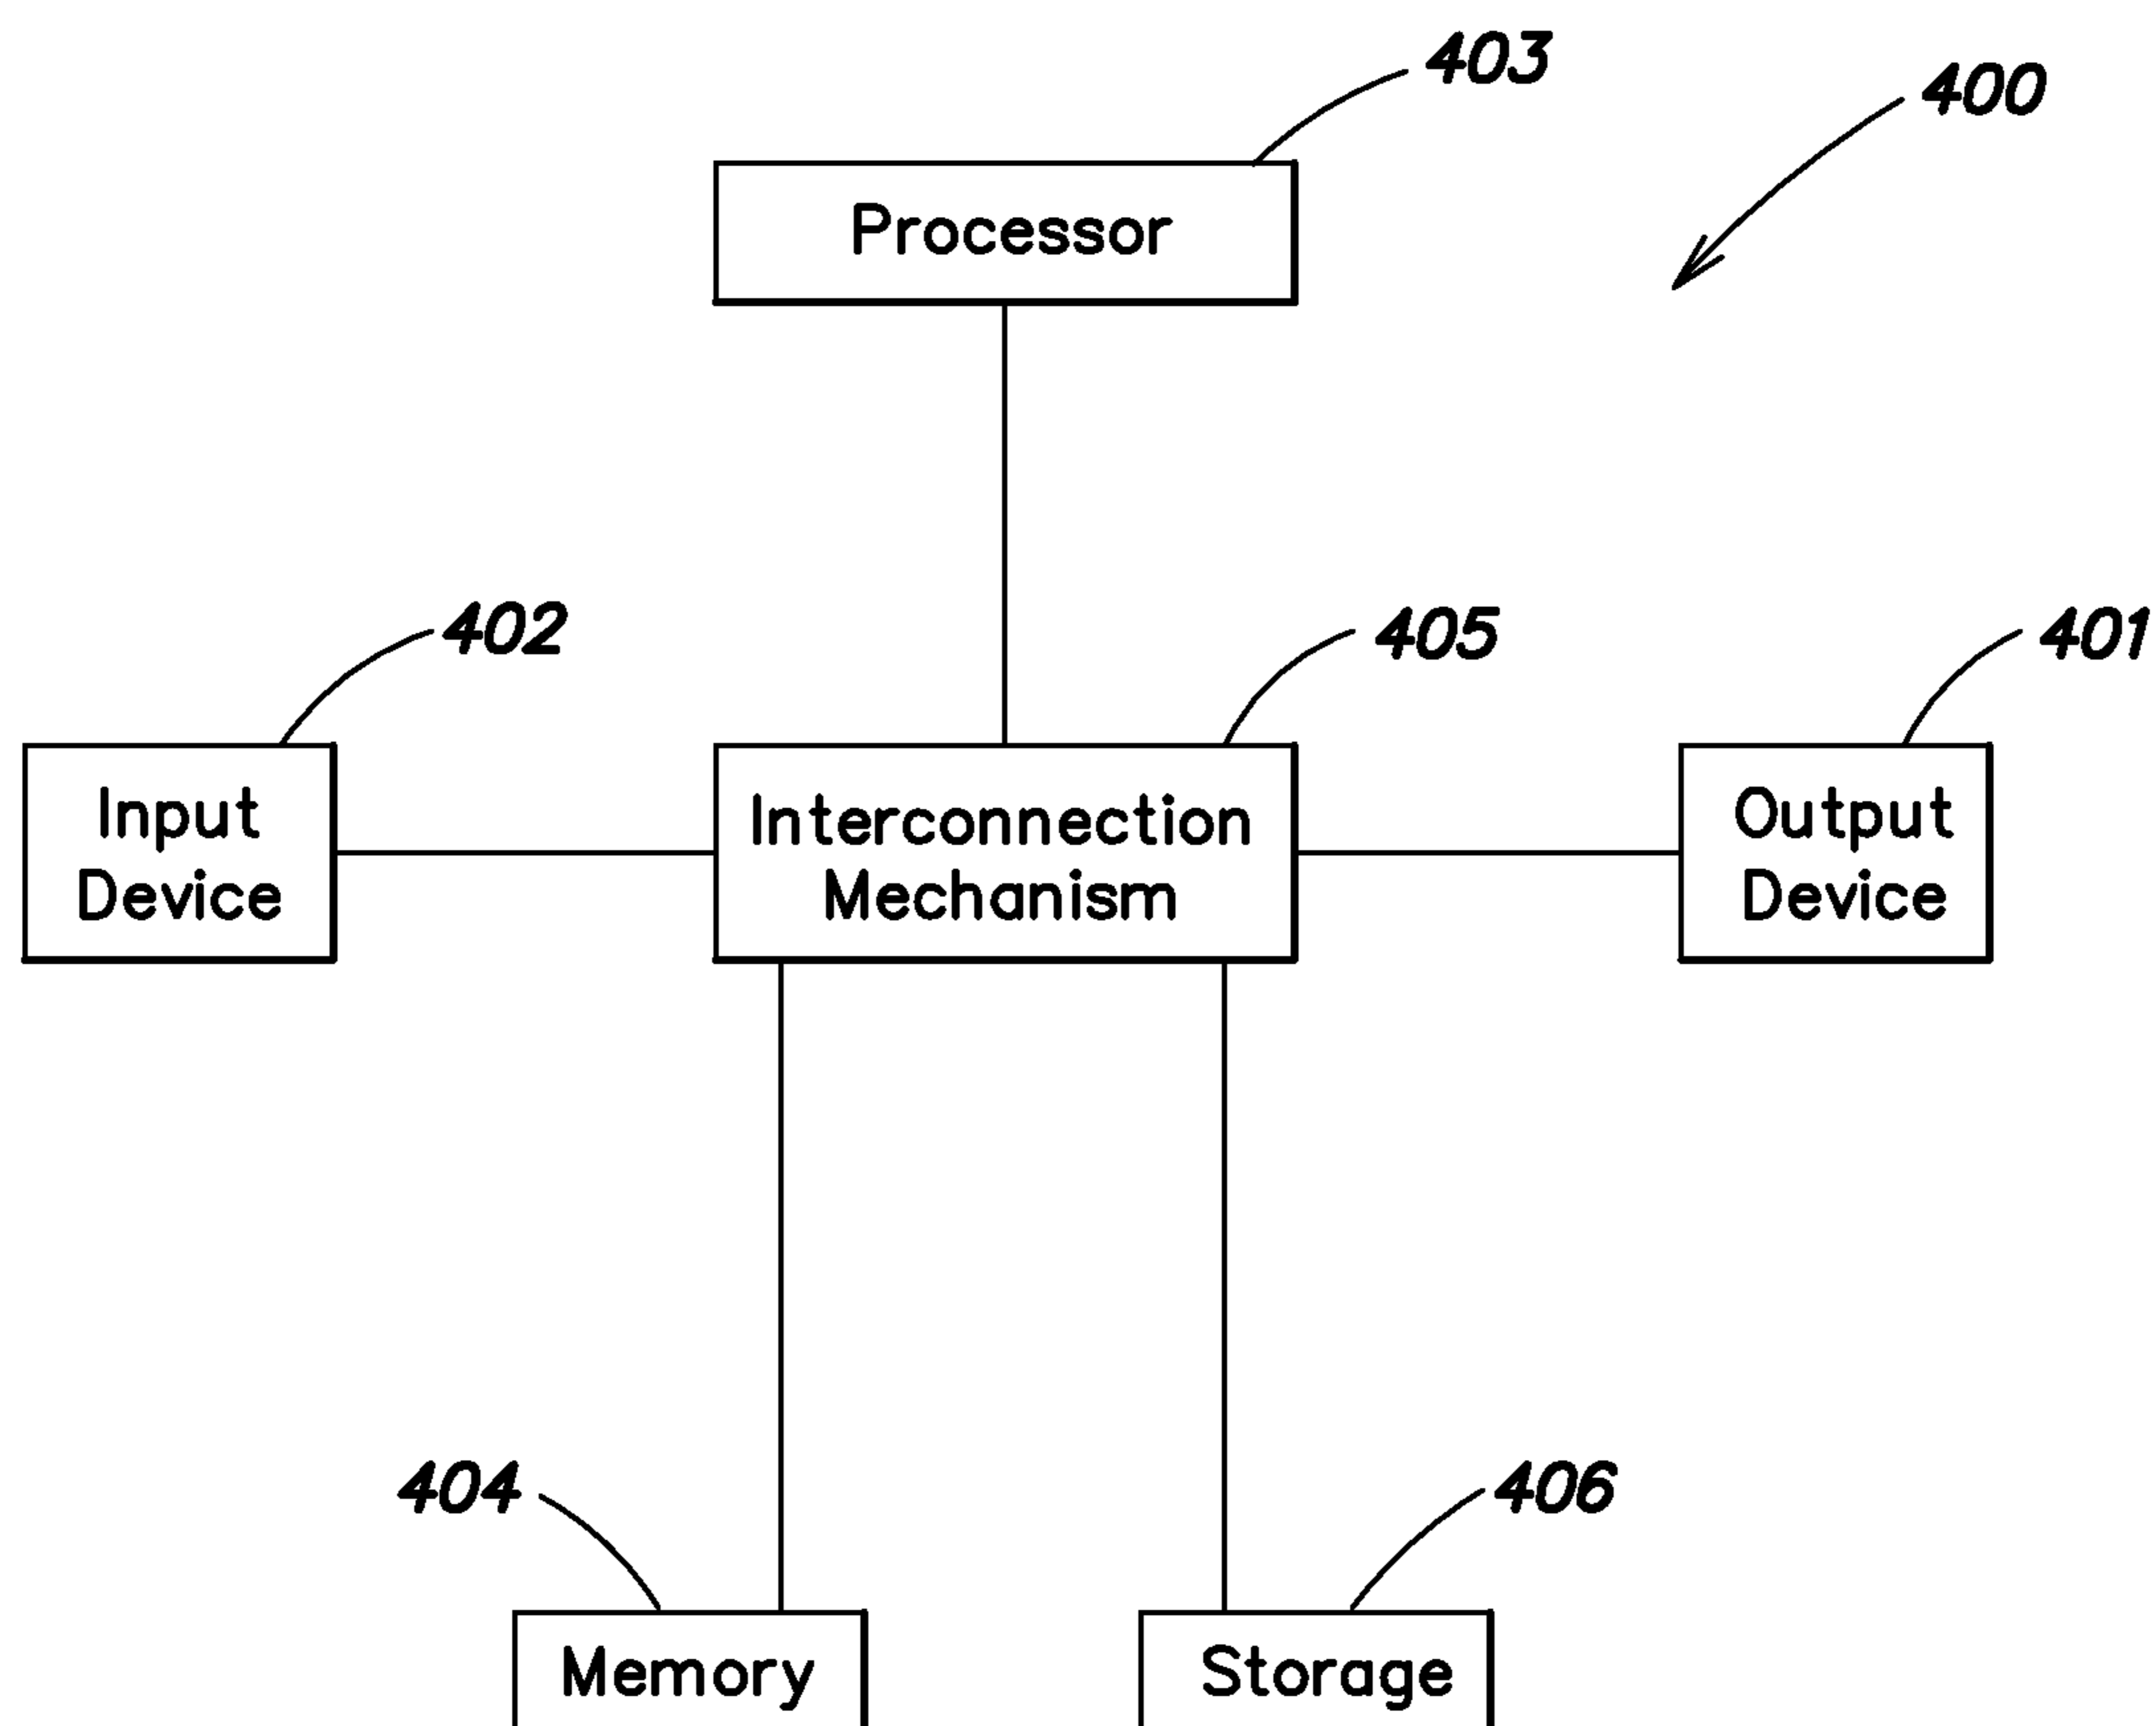 403
400
Processor
402
405
401
Input
Device
Interconnection
Mechanism
Output
Device
404
406
Memory
Storage